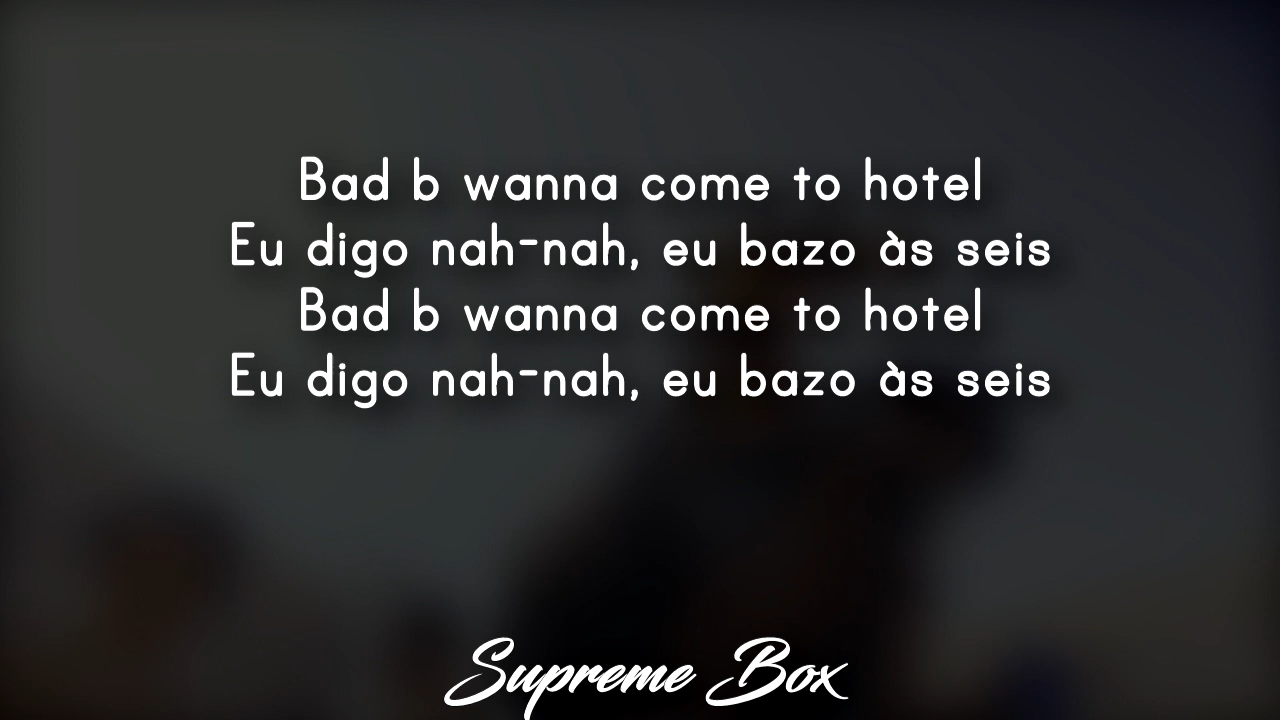 Bad b wanna come to hotel
Eu digo nah-nah, eu bazo às seis
Bad b wanna come to hotel
Eu digo nah-nah, eu bazo às seis
Supreme Box